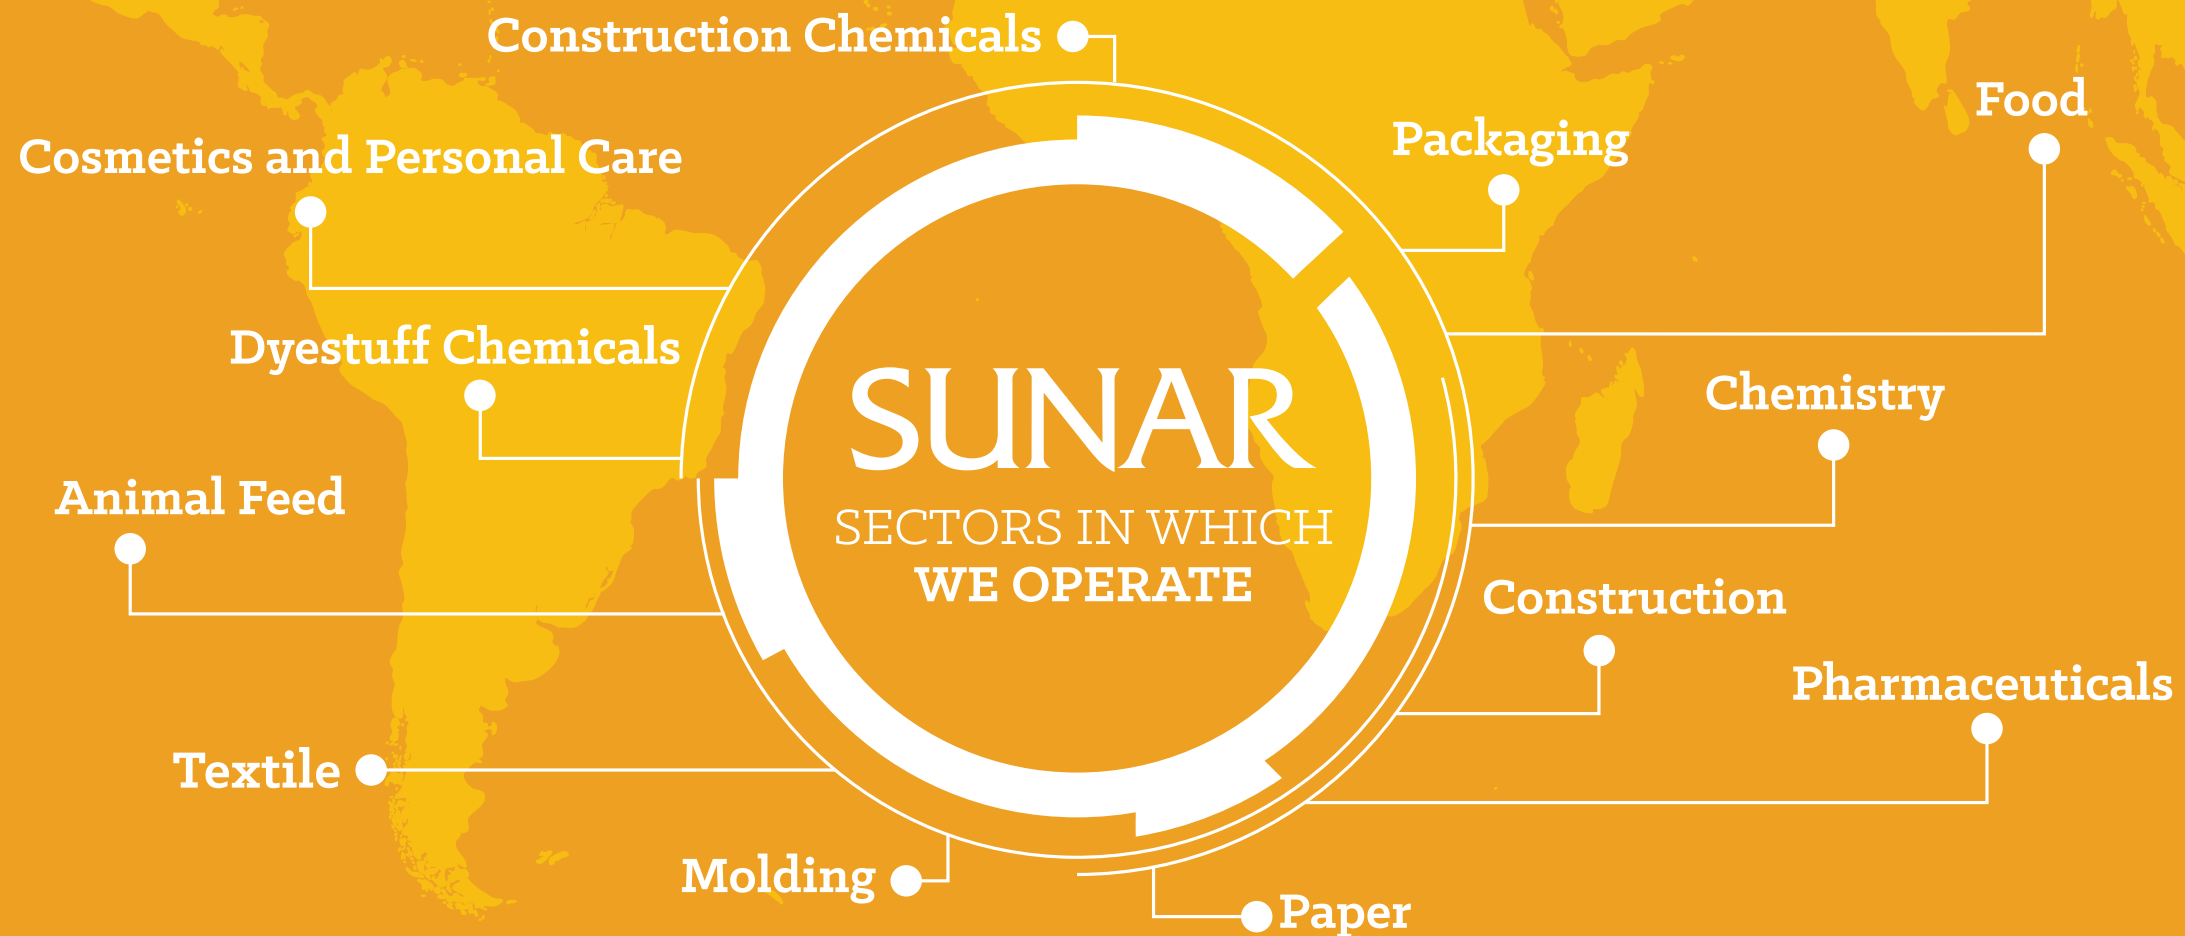 Construction Chemicals
Food
Packaging
Cosmetics and Personal Care
Dyestuff Chemicals
Chemistry
SUNAR
SECTORS IN WHICH
WE OPERATE
Animal Feed
Construction
Pharmaceuticals
Textile
Molding
Paper